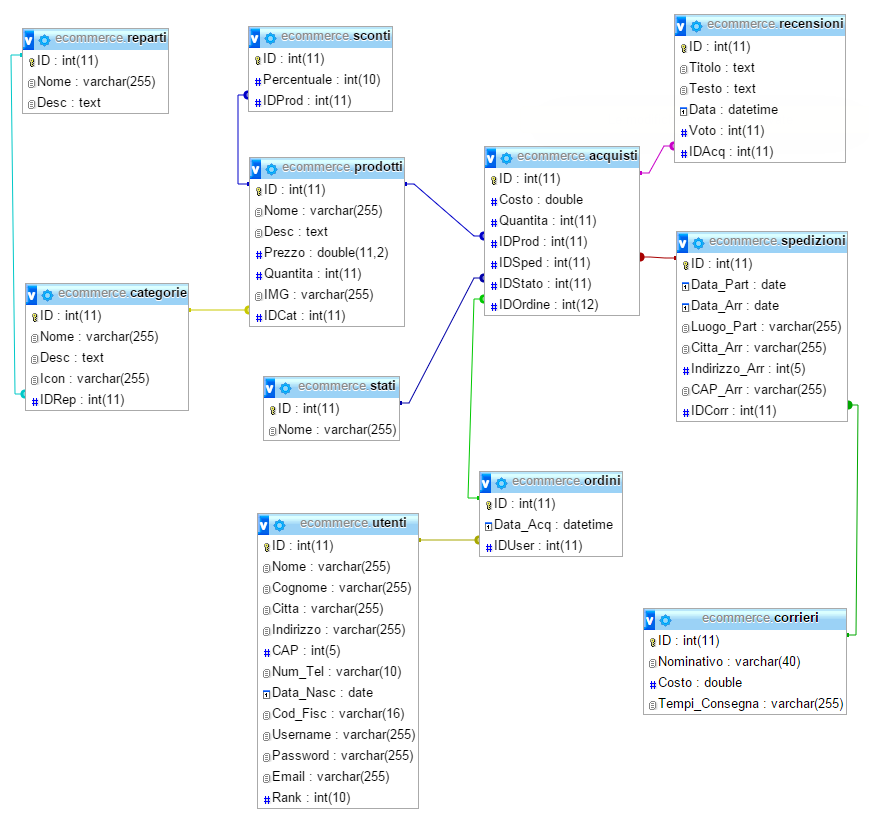 ecommerce.reparti
ID : int(11)
Nome : varchar(255)
Desc : text
ecommerce.sconti
ID : int(11)
Percentuale : int(10)
IDProd : int(11)
ecommerce.recensioni
ID : int(11)
Titolo : text
Testo : text
Data : datetime
Voto : int(11)
IDAcq : int(11)
ecommerce.prodotti
ID : int(11)
Nome : varchar(255)
Desc : text
Prezzo : double(11,2)
Quantita : int(11)
IMG : varchar(255)
IDCat : int(11)
ecommerce.acquisti
ID : int(11)
Costo : double
Quantita : int(11)
IDProd : int(11)
IDSped : int(11)
IDStato : int(11)
IDOrdine : int(12)
ecommerce.spedizioni
ID : int(11)
Data_Part : date
Data_Arr : date
Luogo_Part : varchar(255)
Citta_Arr : varchar(255)
Indirizzo_Arr : int(5)
CAP_Arr : varchar(255)
IDCorr : int(11)
ecommerce.categorie
ID : int(11)
Nome : varchar(255)
Desc : text
Icon : varchar(255)
IDRep : int(11)
ecommerce.stati
ID : int(11)
Nome : varchar(255)
ecommerce.ordini
ID : int(11)
Data_Acq : datetime
IDUser : int(11)
ecommerce.utenti
ID : int(11)
Nome : varchar(255)
Cognome : varchar(255)
Citta : varchar(255)
Indirizzo : varchar(255)
CAP : int(5)
Num_Tel : varchar(10)
Data_Nasc : date
Cod_Fisc : varchar(16)
Username : varchar(255)
Password : varchar(255)
Email : varchar(255)
Rank : int(10)
ecommerce.corrieri
ID : int(11)
Nominativo : varchar(40)
Costo : double
Tempi_Consegna : varchar(255)